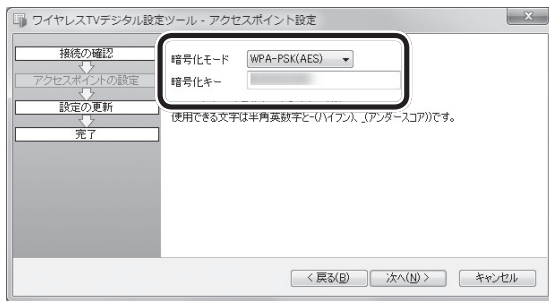 ワイヤレスTVデジタル設定ツール - アクセスポイント設定
接続の確認
アクセスポイントの設定
設定の更新
完了
暗号化モード WPA-PSK(AES)
暗号化キー
使用できる文字は半角英数字と-(ハイフン)、_(アンダースコア)です。
< 戻る(B) 次へ(N) > キャンセル